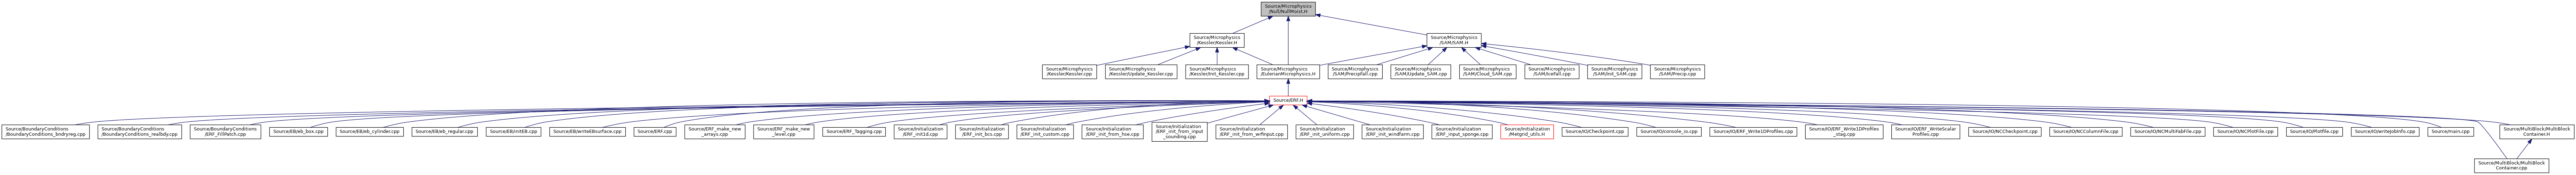 Source/Microphysics
/Null/NullMoist.H
Source/Microphysics
/Kessler/Kessler.H
Source/Microphysics
/SAM/SAM.H
Source/Microphysics
/Kessler/Kessler.cpp
Source/Microphysics
/Kessler/Update_Kessler.cpp
Source/Microphysics
/Kessler/Init_Kessler.cpp
Source/Microphysics
/EulerianMicrophysics.H
Source/Microphysics
/SAM/PrecipFall.cpp
Source/Microphysics
/SAM/Update_SAM.cpp
Source/Microphysics
/SAM/Cloud_SAM.cpp
Source/Microphysics
/SAM/IceFall.cpp
Source/Microphysics
/SAM/Init_SAM.cpp
Source/Microphysics
/SAM/Precip.cpp
Source/ERF.H
Source/BoundaryConditions
/BoundaryConditions_bndryreg.cpp
Source/BoundaryConditions
/BoundaryConditions_realbdy.cpp
Source/BoundaryConditions
/ERF_FillPatch.cpp
Source/EB/eb_box.cpp
Source/EB/eb_cylinder.cpp
Source/EB/eb_regular.cpp
Source/EB/initEB.cpp
Source/EB/writeEBsurface.cpp
Source/ERF.cpp
Source/ERF_make_new
_arrays.cpp
Source/ERF_make_new
_level.cpp
Source/ERF_Tagging.cpp
Source/Initialization
/ERF_init1d.cpp
Source/Initialization
/ERF_init_bcs.cpp
Source/Initialization
/ERF_init_custom.cpp
Source/Initialization
/ERF_init_from_hse.cpp
Source/Initialization
/ERF_init_from_input
_sounding.cpp
Source/Initialization
/ERF_init_from_wrfinput.cpp
Source/Initialization
/ERF_init_uniform.cpp
Source/Initialization
/ERF_init_windfarm.cpp
Source/Initialization
/ERF_input_sponge.cpp
Source/Initialization
/Metgrid_utils.H
Source/IO/Checkpoint.cpp
Source/IO/console_io.cpp
Source/IO/ERF_Write1DProfiles.cpp
Source/IO/ERF_Write1DProfiles
_stag.cpp
Source/IO/ERF_WriteScalar
Profiles.cpp
Source/IO/NCCheckpoint.cpp
Source/IO/NCColumnFile.cpp
Source/IO/NCMultiFabFile.cpp
Source/IO/NCPlotFile.cpp
Source/IO/Plotfile.cpp
Source/IO/writeJobInfo.cpp
Source/main.cpp
Source/MultiBlock/MultiBlock
Container.H
Source/MultiBlock/MultiBlock
Container.cpp